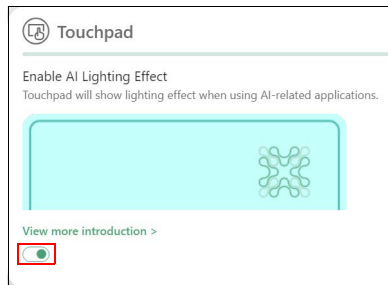 Touchpad
Enable AI Lighting Effect
Touchpad will show lighting effect when using AI-related applications.
View more introduction >